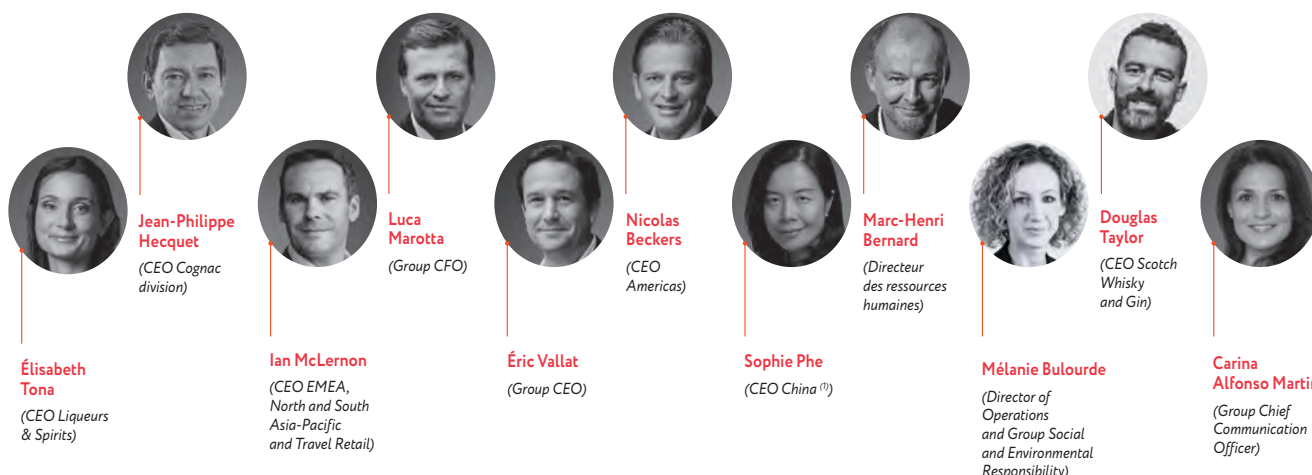 Élisabeth
Tona
(CEO Liqueurs
& Spirits)
Jean-Philippe
Hecquet
(CEO Cognac
division)
Ian McLernon
(CEO EMEA,
North and South
Asia-Pacific
and Travel Retail)
Luca
Marotta
(Group CFO)
Éric Vallat
(Group CEO)
Nicolas
Beckers
(CEO
Americas)
Sophie Phe
(CEO China (1))
Marc-Henri
Bernard
(Directeur
des ressources
humaines)
Mélanie Bulourde
(Director of
Operations
and Group Social
and Environmental
Responsibility)
Douglas
Taylor
(CEO Scotch
Whisky
and Gin)
Carina
Alfonso Martin
(Group Chief
Communication
Officer)